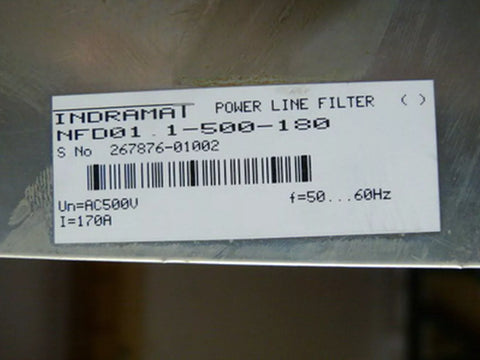 INDRAMAT POWER LINE FILTER ( )
NFD01.1-500-180
S No 267876-01002
Un=AC500V f=50...60Hz
I=170A